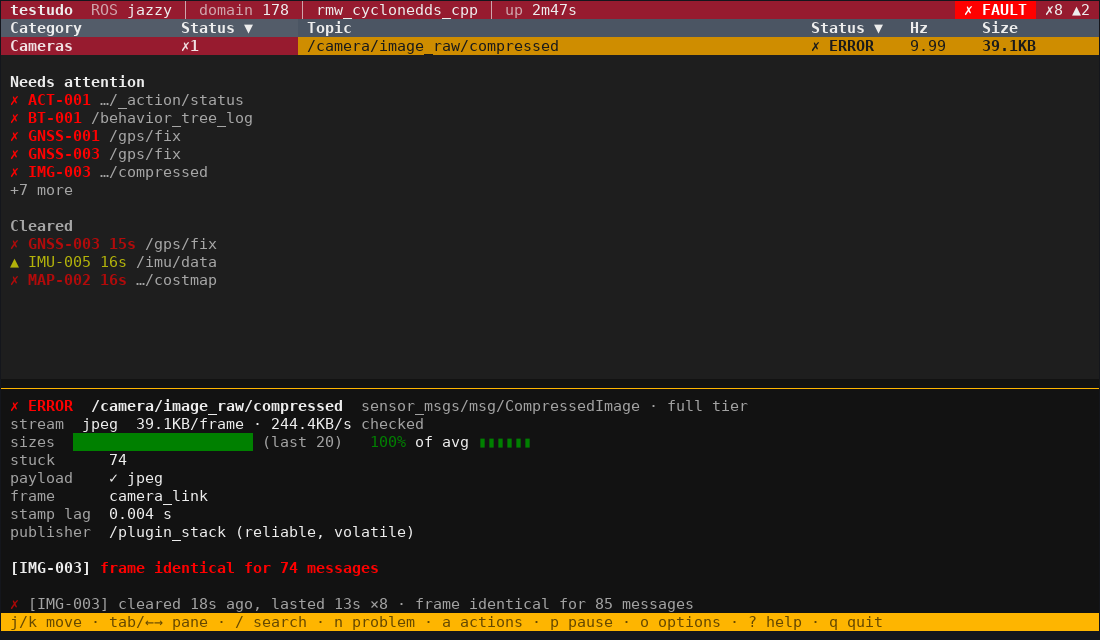 testudo ROS jazzy │ domain 178 │ rmw_cyclonedds_cpp │ up 2m47s ✗ FAULT ✗8 ▲2
Category Status ▼ Topic Status ▼ Hz Size
Cameras ✗1 /camera/image_raw/compressed ✗ ERROR 9.99 39.1KB
Needs attention
✗ ACT-001 …/_action/status
✗ BT-001 /behavior_tree_log
✗ GNSS-001 /gps/fix
✗ GNSS-003 /gps/fix
✗ IMG-003 …/compressed
+7 more
Cleared
✗ GNSS-003 15s /gps/fix
▲ IMU-005 16s /imu/data
✗ MAP-002 16s …/costmap
✗ ERROR /camera/image_raw/compressed sensor_msgs/msg/CompressedImage · full tier
stream jpeg 39.1KB/frame · 244.4KB/s checked
sizes (last 20) 100% of avg
stuck 74
payload ✓ jpeg
frame camera_link
stamp lag 0.004 s
publisher /plugin_stack (reliable, volatile)
[IMG-003] frame identical for 74 messages
✗ [IMG-003] cleared 18s ago, lasted 13s ×8 · frame identical for 85 messages
j/k move · tab/←→ pane · / search · n problem · a actions · p pause · o options · ? help · q quit